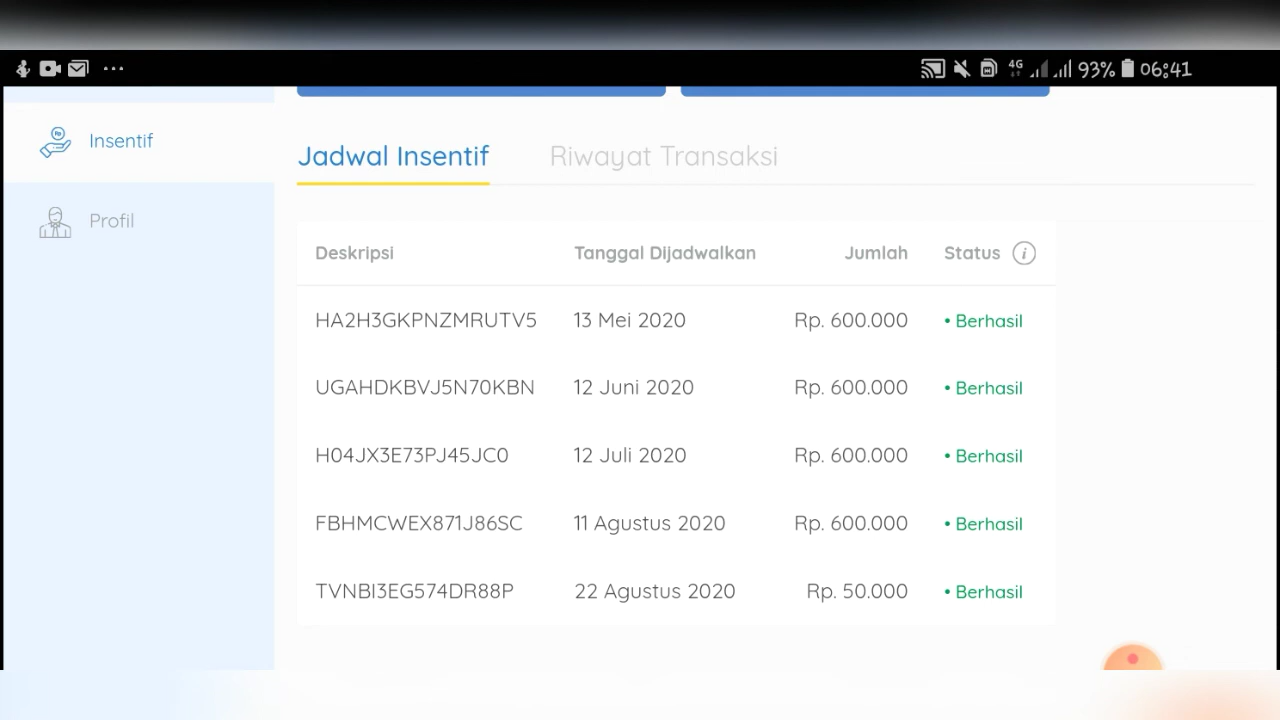 4G 93% 06:41
Insentif
Profil
Jadwal Insentif Riwayat Transaksi
Deskripsi Tanggal Dijadwalkan Jumlah Status i
HA2H3GKPNZMRUTV5 13 Mei 2020 Rp. 600.000 • Berhasil
UGAHDKBVJ5N70KBN 12 Juni 2020 Rp. 600.000 • Berhasil
H04JX3E73PJ45JC0 12 Juli 2020 Rp. 600.000 • Berhasil
FBHMCWEX871J86SC 11 Agustus 2020 Rp. 600.000 • Berhasil
TVNBI3EG574DR88P 22 Agustus 2020 Rp. 50.000 • Berhasil